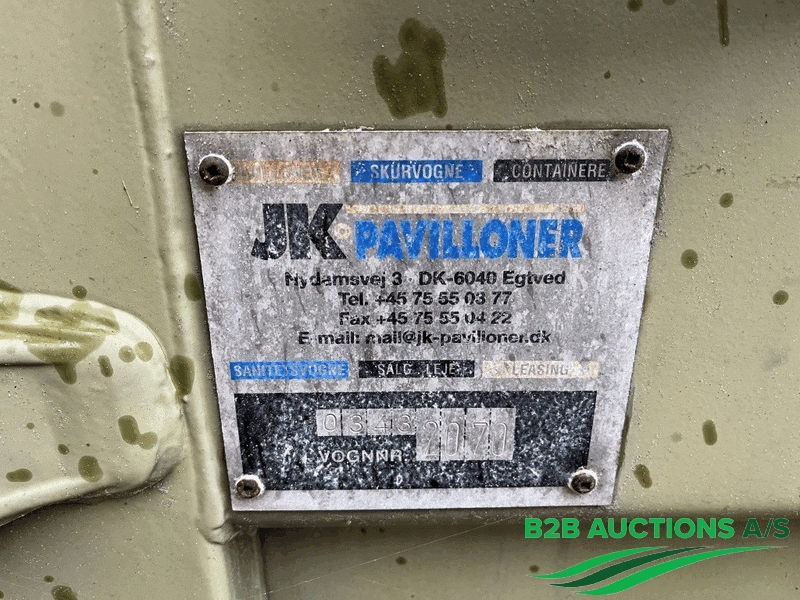 SKURVOGNE CONTAINERE
JK PAVILLONER
Nydamsvej 3 · DK-6040 Egtved
Tel. +45 75 55 03 77
Fax +45 75 55 04 22
E-mail: mail@jk-pavilloner.dk
SANITETSVOGNE SALG LEJE LEASING
0343 2070
VOGNNR.
B2B AUCTIONS A/S